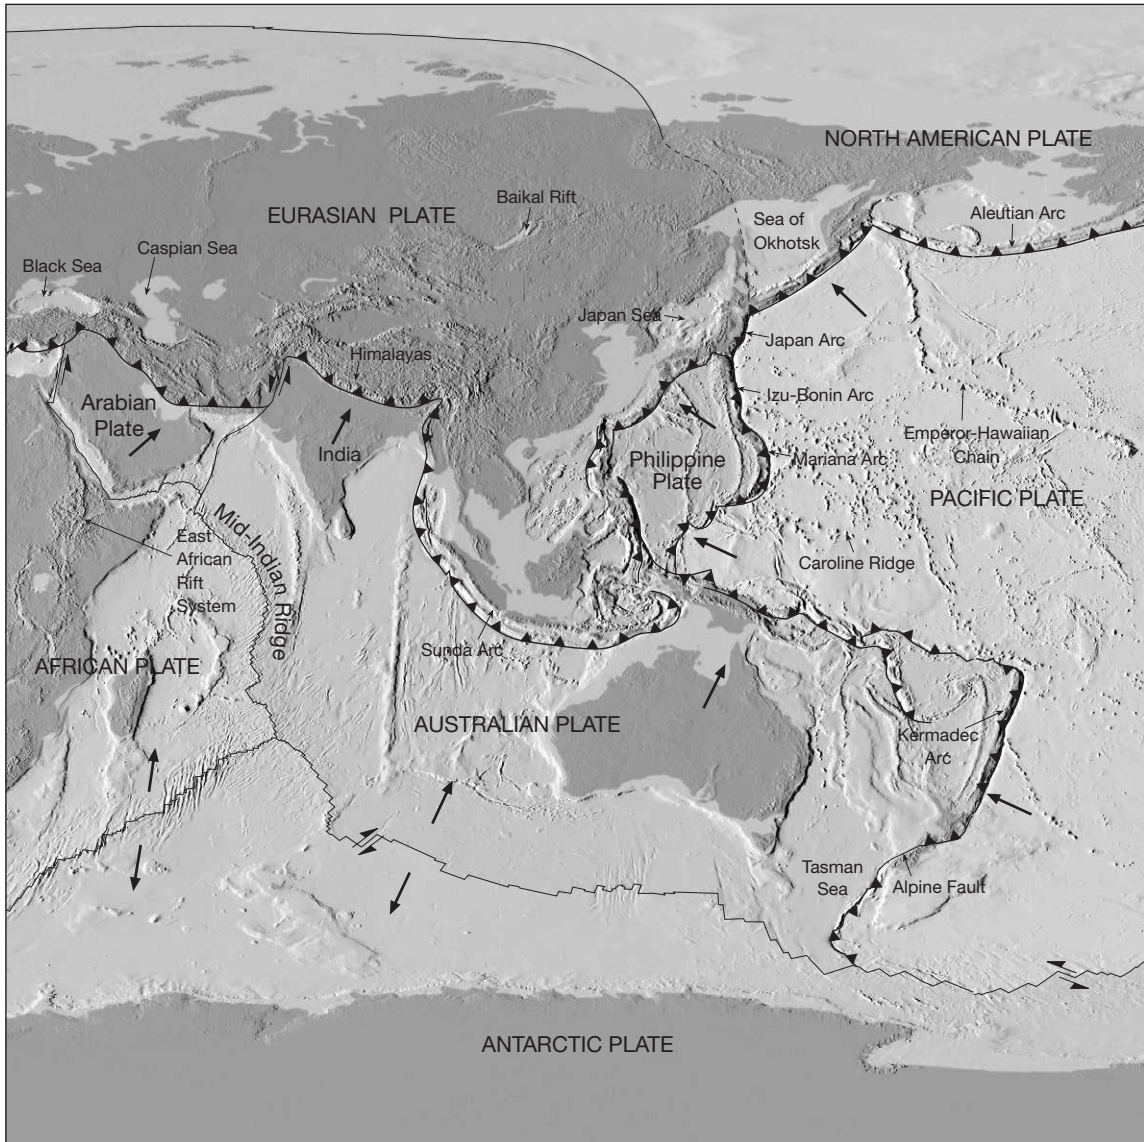 NORTH AMERICAN PLATE
EURASIAN PLATE
Baikal Rift
Sea of
Okhotsk
Aleutian Arc
Caspian Sea
Black Sea
Japan Sea
Japan Arc
Himalayas
Izu-Bonin Arc
Arabian
Plate
India
Philippine
Plate
Mariana Arc
Emperor-Hawaiian
Chain
PACIFIC PLATE
Mid-Indian Ridge
East
African
Rift
System
Caroline Ridge
Sunda Arc
AFRICAN PLATE
AUSTRALIAN PLATE
Kermadec
Arc
Tasman
Sea
Alpine Fault
ANTARCTIC PLATE